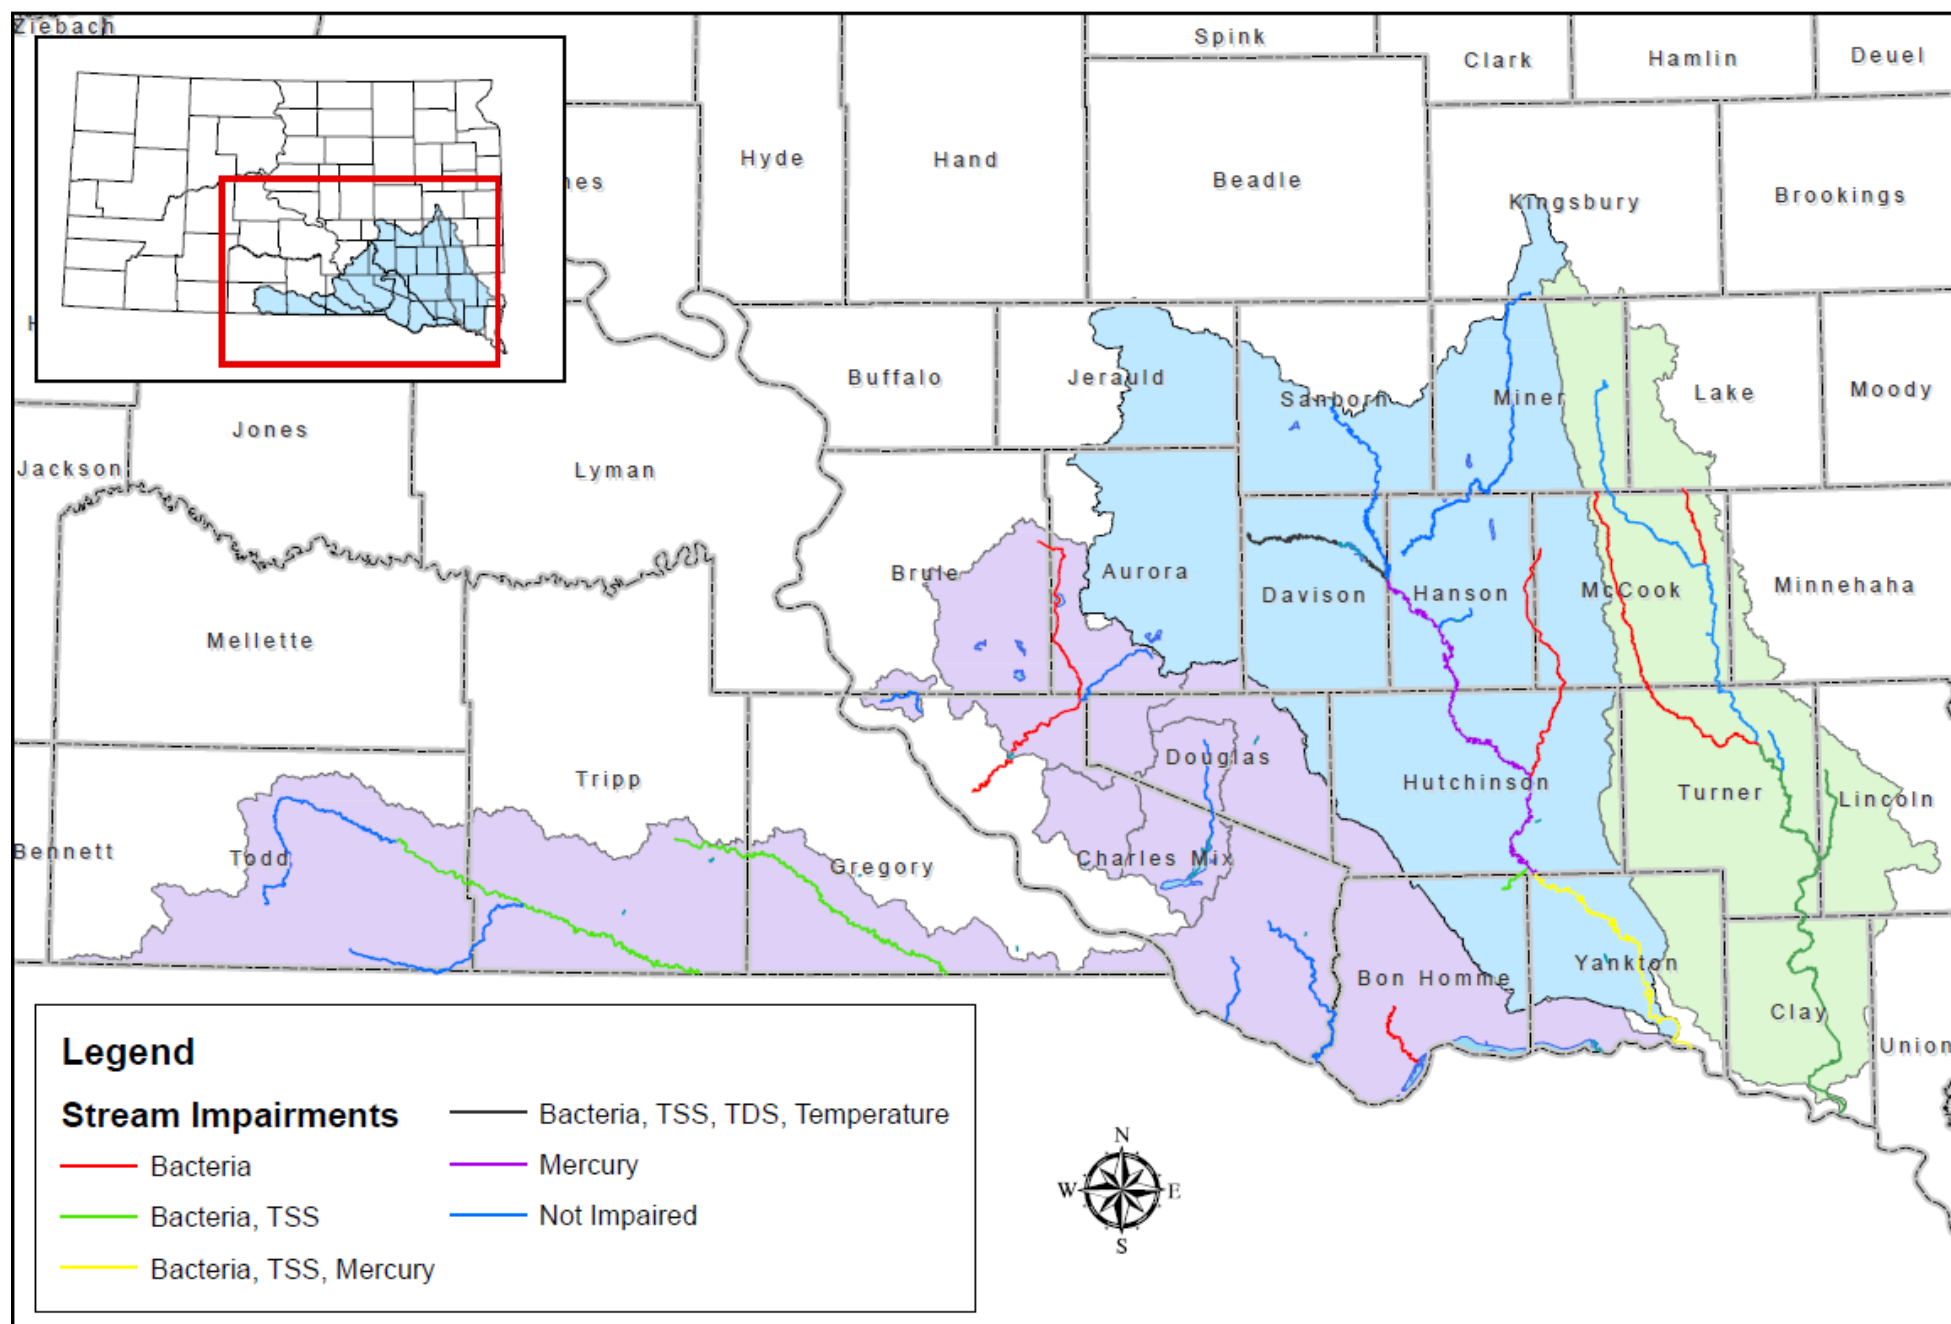 Ziebach
Spink
Clark
Hamlin
Deuel
Hyde
Hand
Beadle
Kingsbury
Brookings
Buffalo
Jerauld
Sanborn
Miner
Lake
Moody
Jones
Jackson
Lyman
Brule
Aurora
Davison
Hanson
McCook
Minnehaha
Mellette
Tripp
Douglas
Hutchinson
Turner
Lincoln
Bennett
Todd
Gregory
Charles Mix
Bon Homme
Yankton
Clay
Union
Legend
Stream Impairments
Bacteria
Bacteria, TSS
Bacteria, TSS, Mercury
Bacteria, TSS, TDS, Temperature
Mercury
Not Impaired
N
W E
S